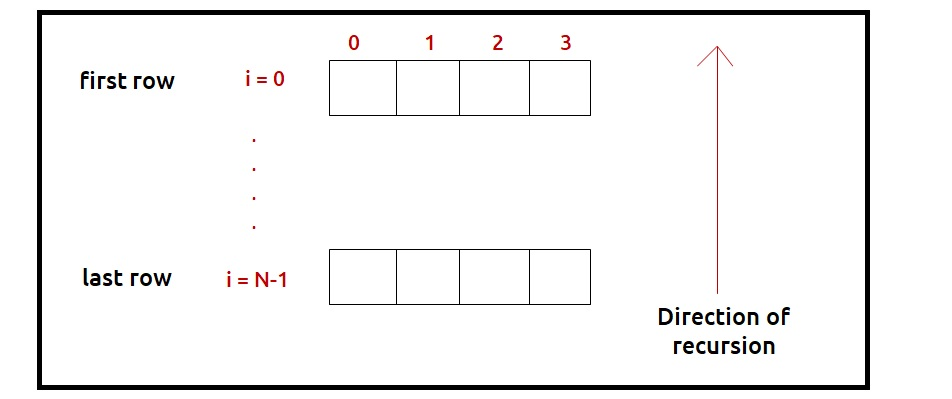 0 1 2 3
first row i = 0
.
.
.
.
last row i = N-1
Direction of
recursion